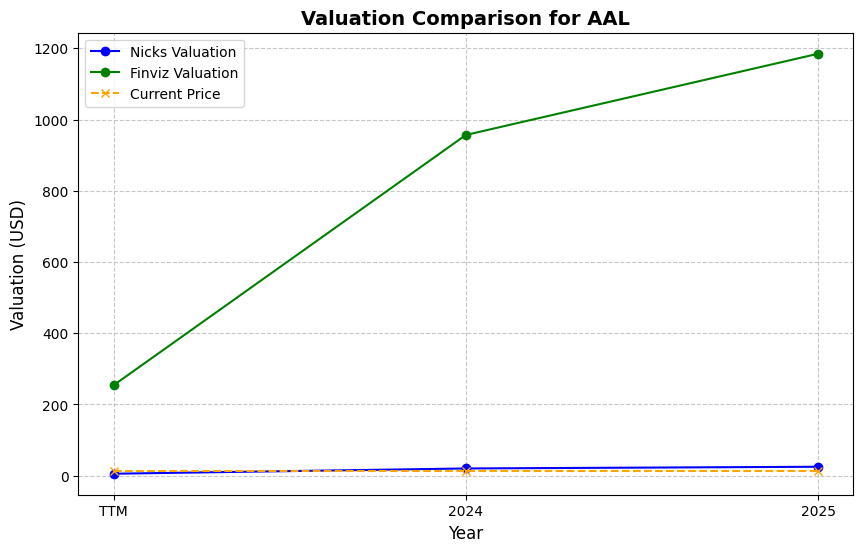 Valuation Comparison for AAL
Nicks Valuation
Finviz Valuation
Current Price
Valuation (USD)
1200
1000
800
600
400
200
0
TTM
2024
2025
Year